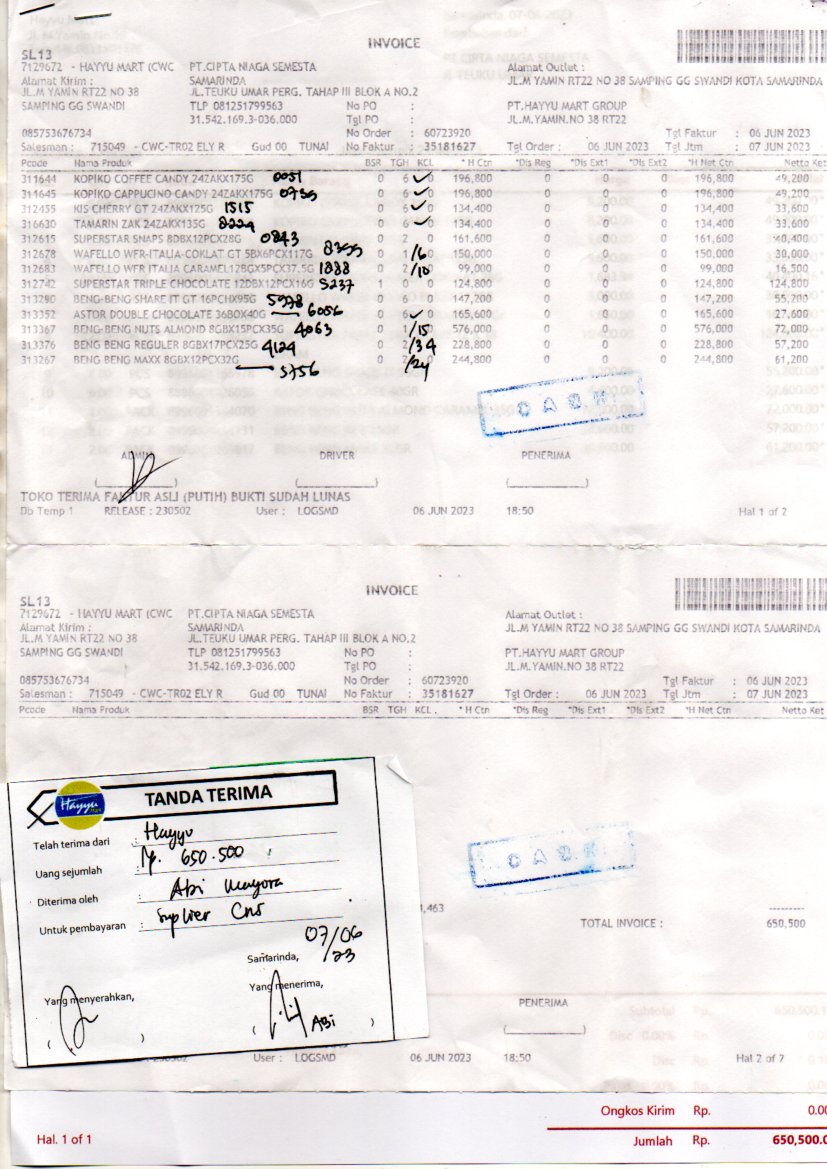 INVOICE
SL13
7129672 - HAYYU MART (CWC PT.CIPTA NIAGA SEMESTA
Alamat Kirim : SAMARINDA Alamat Outlet :
JL.M YAMIN RT22 NO 38 JL.TEUKU UMAR PERG. TAHAP III BLOK A NO.2 JL.M YAMIN RT22 NO 38 SAMPING GG SWANDI KOTA SAMARINDA
SAMPING GG SWANDI TLP 081251799563 No PO : PT.HAYYU MART GROUP
31.542.169.3-036.000 Tgl PO : JL.M.YAMIN.NO 38 RT22
085753676734 No Order : 60723920 Tgl Faktur : 06 JUN 2023
Salesman : 715049 - CWC-TR02 ELY R Gud 00 TUNAI No Faktur : 35181627 Tgl Order : 06 JUN 2023 Tgl Jtm : 07 JUN 2023
Pcode Nama Produk BSR TGH KCL * H Ctn *Dis Reg *Dis Ext1 *Dis Ext2 *H Net Ctn Netto Ket
311644 KOPIKO COFFEE CANDY 24ZAKX175G 0051 0 6 0 196,800 0 0 0 196,800 49,200
311645 KOPIKO CAPPUCINO CANDY 24ZAKX175G 0 6 0 196,800 0 0 0 196,800 49,200
312455 KIS CHERRY GT 24ZAKX125G 1515 0 6 0 134,400 0 0 0 134,400 33,600
316630 TAMARIN ZAK 24ZAKX135G 0 6 0 134,400 0 0 0 134,400 33,600
312615 SUPERSTAR SNAPS 8DBX12PCX28G 0843 0 2 0 161,600 0 0 0 161,600 40,400
312678 WAFELLO WFR-ITALIA-COKLAT GT 5BX6PCX117G 0 1/6 150,000 0 0 0 150,000 30,000
312683 WAFELLO WFR ITALIA CARAMEL12BGX5PCX37.5G 1888 0 2/10 99,000 0 0 0 99,000 16,500
312742 SUPERSTAR TRIPLE CHOCOLATE 12DBX12PCX16G 5237 1 0 0 124,800 0 0 0 124,800 124,800
313290 BENG-BENG SHARE IT GT 16PCHX95G 5978 0 6 0 147,200 0 0 0 147,200 55,200
313352 ASTOR DOUBLE CHOCOLATE 36BOX40G 6056 0 6 0 165,600 0 0 0 165,600 27,600
313367 BENG-BENG NUTS ALMOND 8GBX15PCX35G 4063 0 1/15 576,000 0 0 0 576,000 72,000
313376 BENG BENG REGULER 8GBX17PCX25G 4124 0 2/34 228,800 0 0 0 228,800 57,200
313267 BENG BENG MAXX 8GBX12PCX32G 5756 0 2/24 244,800 0 0 0 244,800 61,200
CASH
ADMIN DRIVER PENERIMA
TOKO TERIMA FAKTUR ASLI (PUTIH) BUKTI SUDAH LUNAS
Db Temp 1 RELEASE : 230502 User : LOGSMD 06 JUN 2023 18:50 Hal 1 of 2
INVOICE
SL13
7129672 - HAYYU MART (CWC PT.CIPTA NIAGA SEMESTA
Alamat Kirim : SAMARINDA Alamat Outlet :
JL.M YAMIN RT22 NO 38 JL.TEUKU UMAR PERG. TAHAP III BLOK A NO.2 JL.M YAMIN RT22 NO 38 SAMPING GG SWANDI KOTA SAMARINDA
SAMPING GG SWANDI TLP 081251799563 No PO : PT.HAYYU MART GROUP
31.542.169.3-036.000 Tgl PO : JL.M.YAMIN.NO 38 RT22
085753676734 No Order : 60723920 Tgl Faktur : 06 JUN 2023
Salesman : 715049 - CWC-TR02 ELY R Gud 00 TUNAI No Faktur : 35181627 Tgl Order : 06 JUN 2023 Tgl Jtm : 07 JUN 2023
Pcode Nama Produk BSR TGH KCL . * H Ctn *Dis Reg *Dis Ext1 *Dis Ext2 *H Net Ctn Netto Ket
Hayyu
TANDA TERIMA
Telah terima dari : Hayyu
Uang sejumlah : Rp. 650.500
Diterima oleh : Abi Mayora
Untuk pembayaran : Suplier CNS
Samarinda, 07/06/23
Yang menyerahkan, Yang menerima,
( ) ( ABI )
CASH
,463 TOTAL INVOICE : 650,500
PENERIMA
User : LOGSMD 06 JUN 2023 18:50 Hal 2 of 2
Ongkos Kirim Rp. 0.00
Hal. 1 of 1
Jumlah Rp. 650,500.0